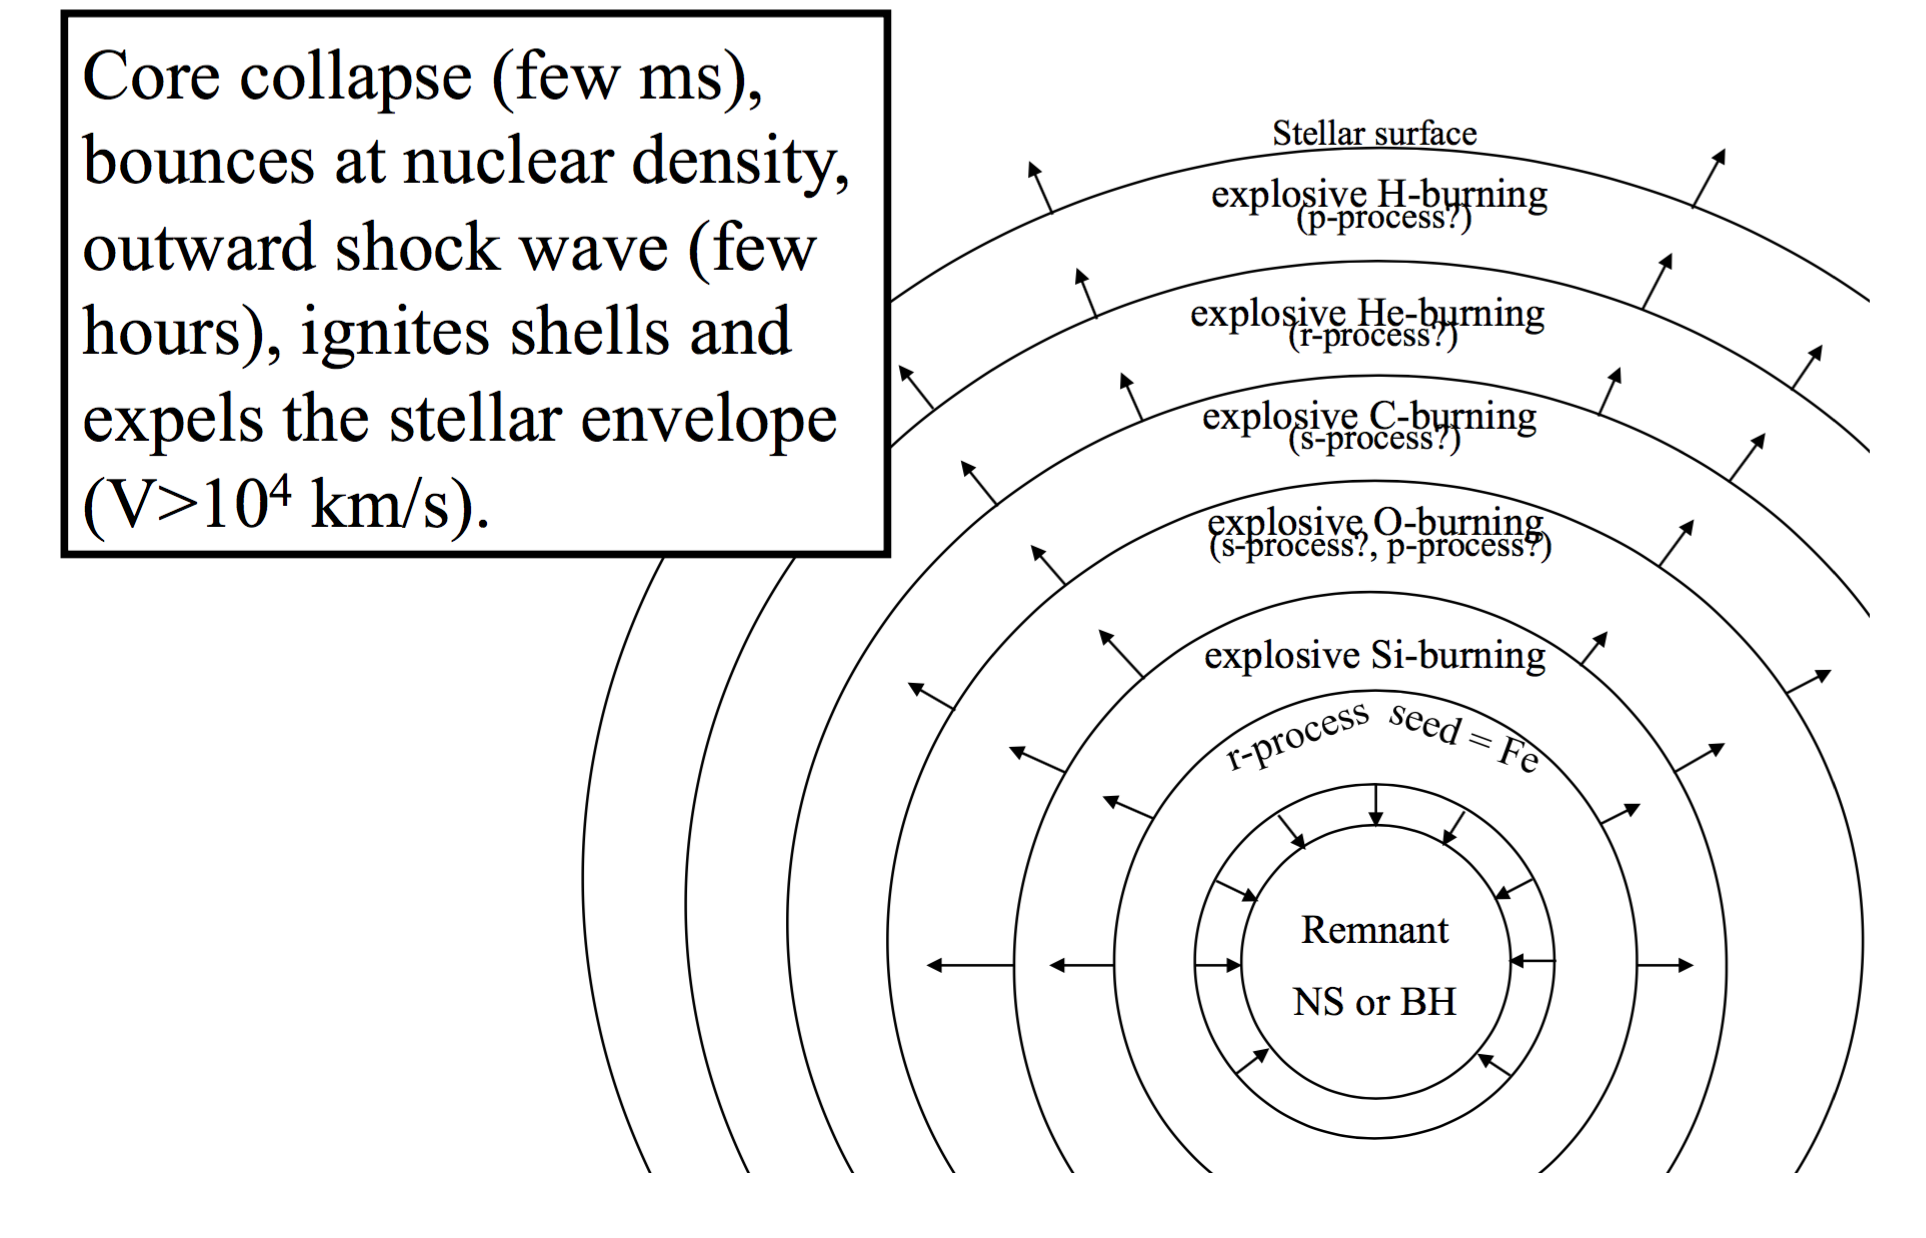 Core collapse (few ms),
bounces at nuclear density,
outward shock wave (few
hours), ignites shells and
expels the stellar envelope
(V>10⁴ km/s).
Stellar surface
explosive H-burning
(p-process?)
explosive He-burning
(r-process?)
explosive C-burning
(s-process?)
explosive O-burning
(s-process?, p-process?)
explosive Si-burning
r-process seed = Fe
Remnant
NS or BH